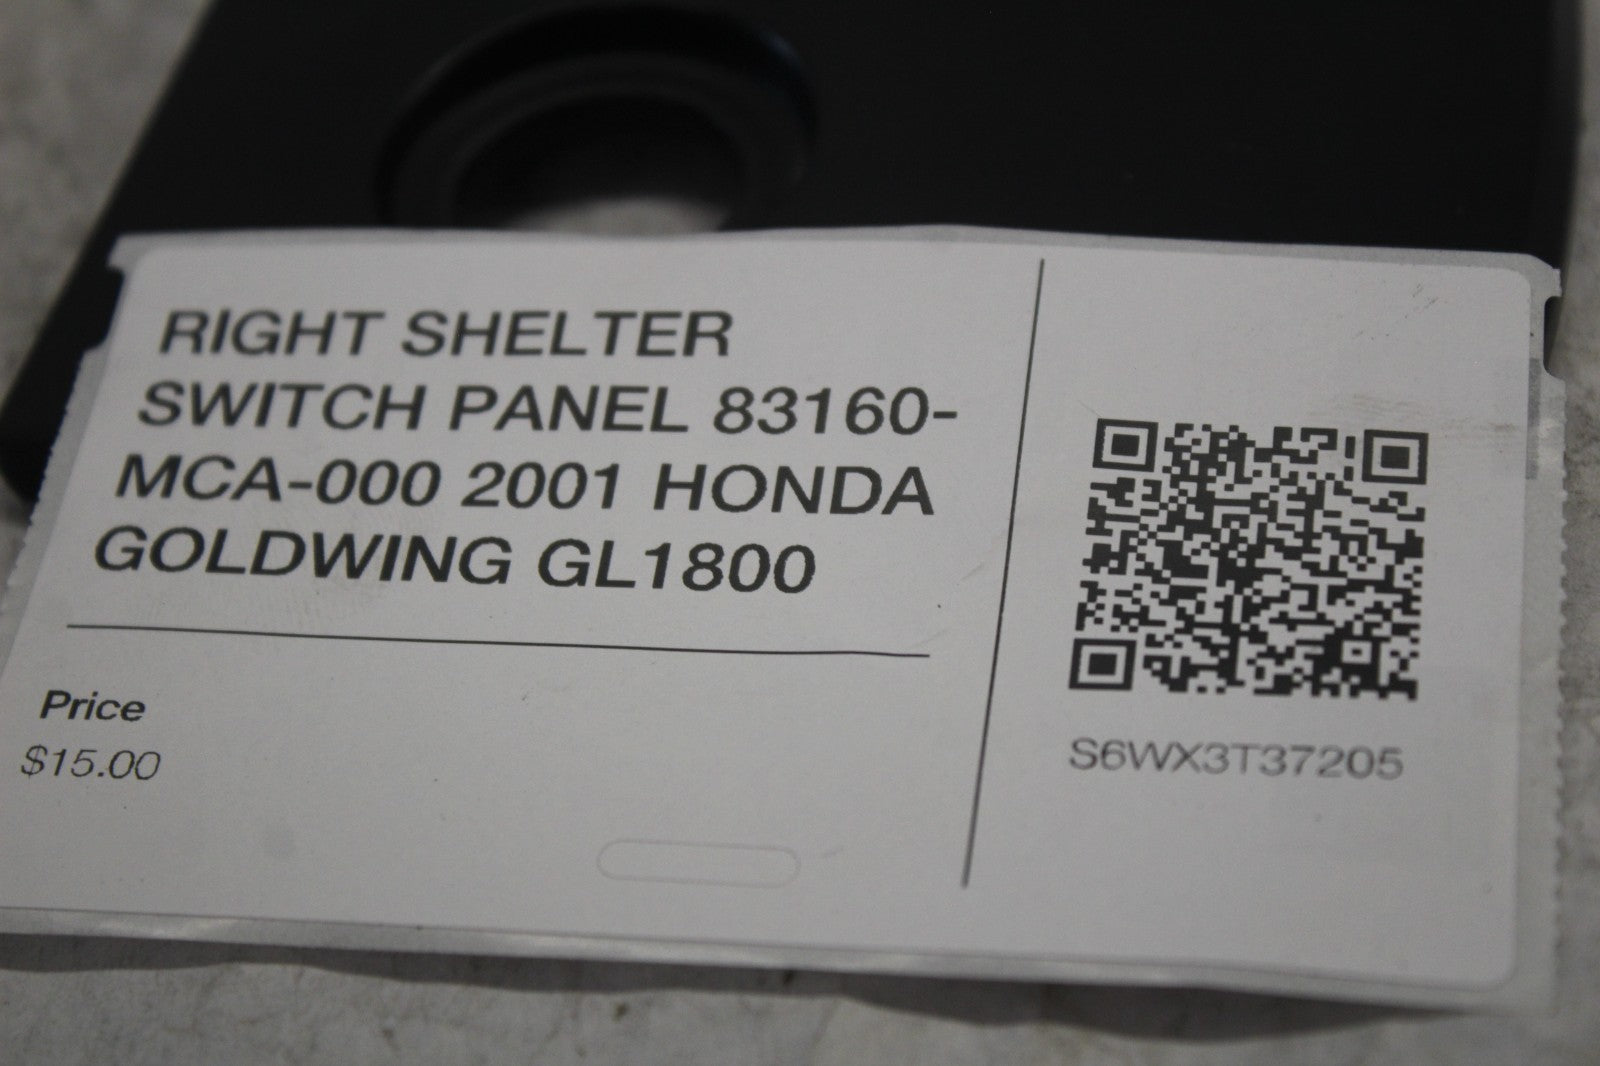 RIGHT SHELTER
SWITCH PANEL 83160-
MCA-000 2001 HONDA
GOLDWING GL1800
Price
$15.00
S6WX3T37205